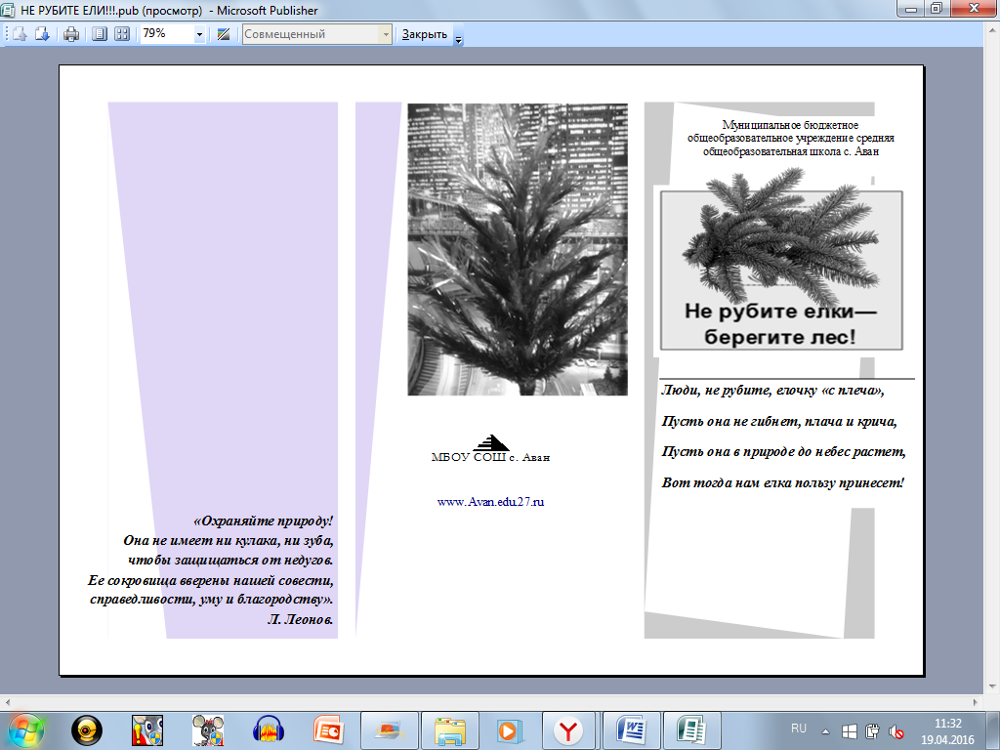 НЕ РУБИТЕ ЕЛИ!!!.pub (просмотр) - Microsoft Publisher
79%
Совмещенный
Закрыть
«Охраняйте природу!
Она не имеет ни кулака, ни зуба,
чтобы защищаться от недугов.
Ее сокровища вверены нашей совести,
справедливости, уму и благородству».
Л. Леонов.
МБОУ СОШ с. Аван
www.Avan.edu.27.ru
Муниципальное бюджетное
общеобразовательное учреждение средняя
общеобразовательная школа с. Аван
Не рубите елки—
берегите лес!
Люди, не рубите, елочку «с плеча»,
Пусть она не гибнет, плача и крича,
Пусть она в природе до небес растет,
Вот тогда нам елка пользу принесет!
RU
11:32
19.04.2016